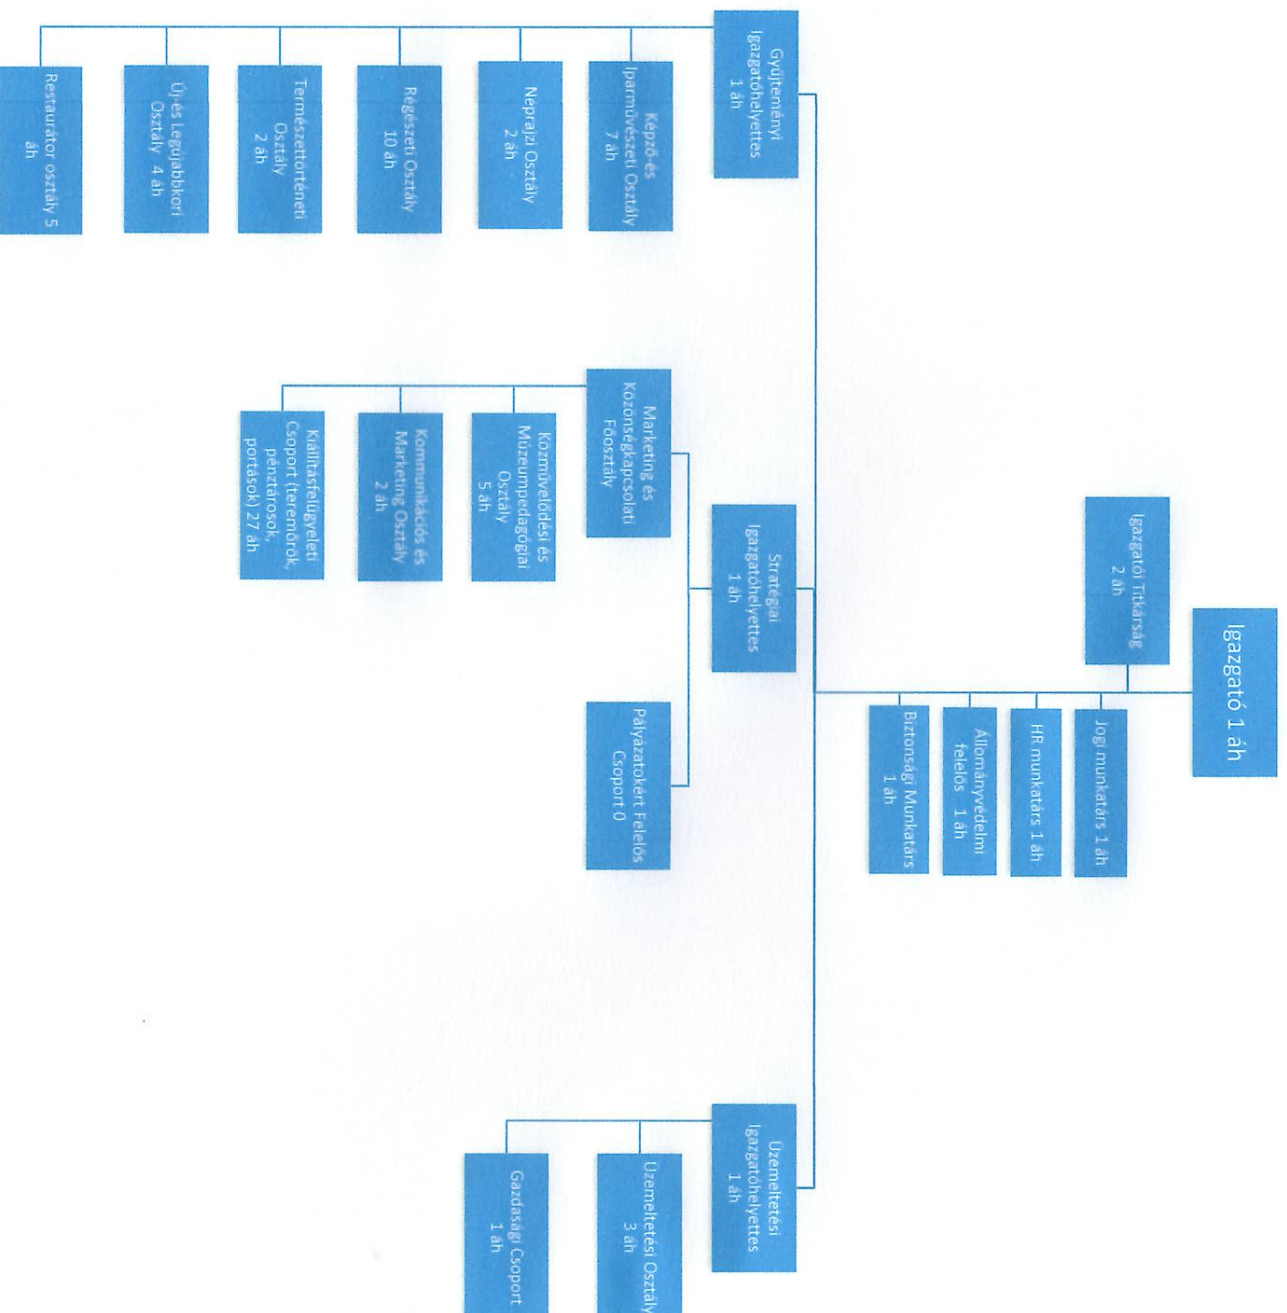 Igazgató 1 áh
Igazgatói Titkárság
2 áh
Jogi munkatárs 1 áh
HR munkatárs 1 áh
Állományvédelmi
felelős 1 áh
Biztonsági Munkatárs
1 áh
Gyűjteményi
Igazgatóhelyettes
1 áh
Képző-és
Iparművészeti Osztály
7 áh
Néprajzi Osztály
2 áh
Régészeti Osztály
10 áh
Természettörténeti
Osztály
2 áh
Új-és Legújabbkori
Osztály 4 áh
Restaurátor osztály 5
áh
Stratégiai
Igazgatóhelyettes
1 áh
Marketing és
Közönségkapcsolati
Főosztály
Közművelődési és
Múzeumpedagógiai
Osztály
5 áh
Kommunikációs és
Marketing Osztály
2 áh
Kiállításfelügyeleti
Csoport (teremőrök,
pénztárosok,
portások) 27 áh
Pályázatokért Felelős
Csoport 0
Üzemeltetési
Igazgatóhelyettes
1 áh
Üzemeltetési Osztály
3 áh
Gazdasági Csoport
1 áh